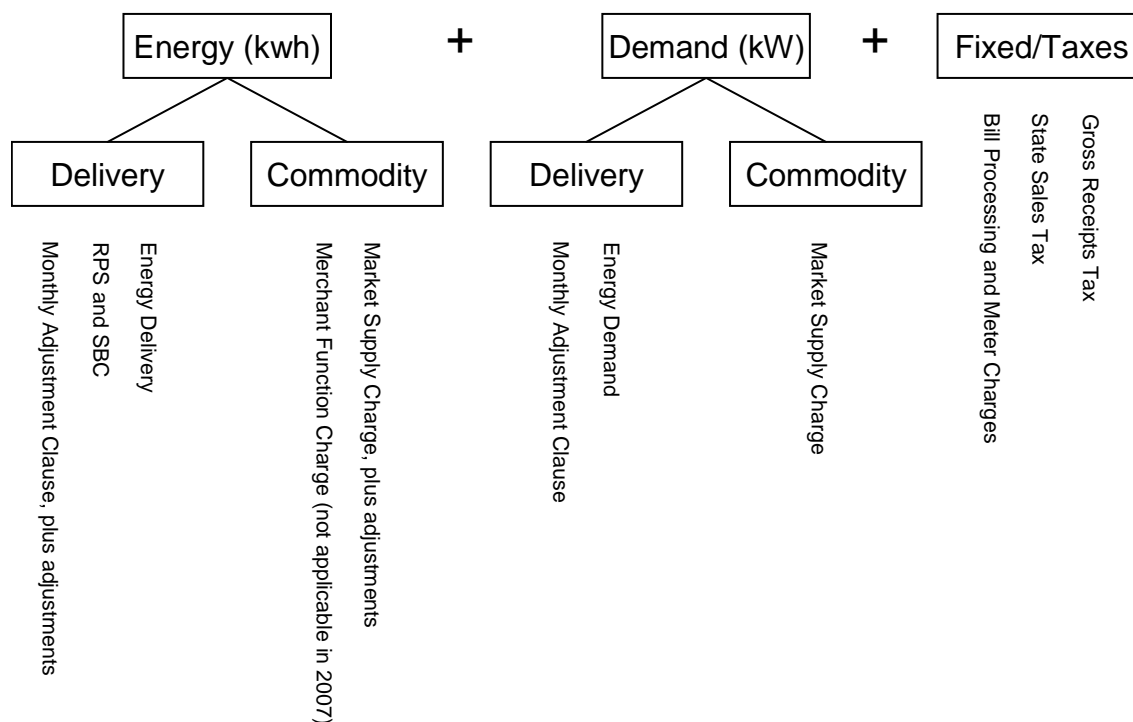 Energy (kwh)
+
Demand (kW)
+
Fixed/Taxes
Delivery
Commodity
Delivery
Commodity
Monthly Adjustment Clause, plus adjustments
RPS and SBC
Energy Delivery
Merchant Function Charge (not applicable in 2007)
Market Supply Charge, plus adjustments
Monthly Adjustment Clause
Energy Demand
Market Supply Charge
Bill Processing and Meter Charges
State Sales Tax
Gross Receipts Tax